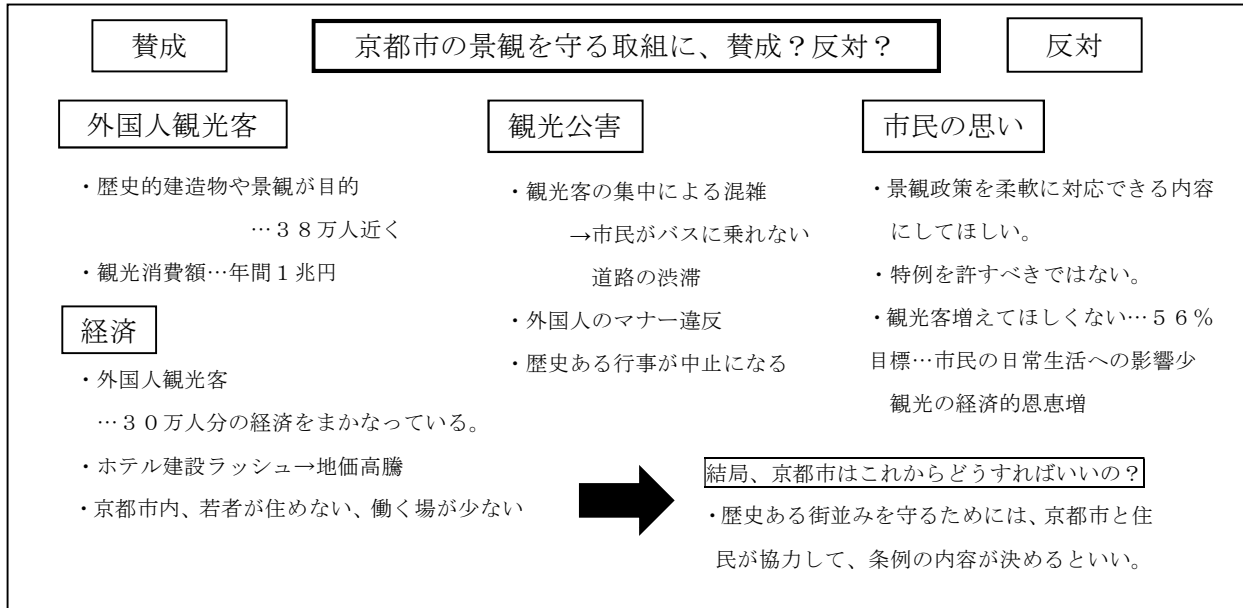 賛成
京都市の景観を守る取組に、賛成？反対？
反対
外国人観光客
・歴史的建造物や景観が目的
…３８万人近く
・観光消費額…年間１兆円
経済
・外国人観光客
…３０万人分の経済をまかなっている。
・ホテル建設ラッシュ→地価高騰
・京都市内、若者が住めない、働く場が少ない
観光公害
・観光客の集中による混雑
→市民がバスに乗れない
道路の渋滞
・外国人のマナー違反
・歴史ある行事が中止になる
市民の思い
・景観政策を柔軟に対応できる内容
にしてほしい。
・特例を許すべきではない。
・観光客増えてほしくない…５６％
目標…市民の日常生活への影響少
観光の経済的恩恵増
結局、京都市はこれからどうすればいいの？
・歴史ある街並みを守るためには、京都市と住
民が協力して、条例の内容が決めるといい。